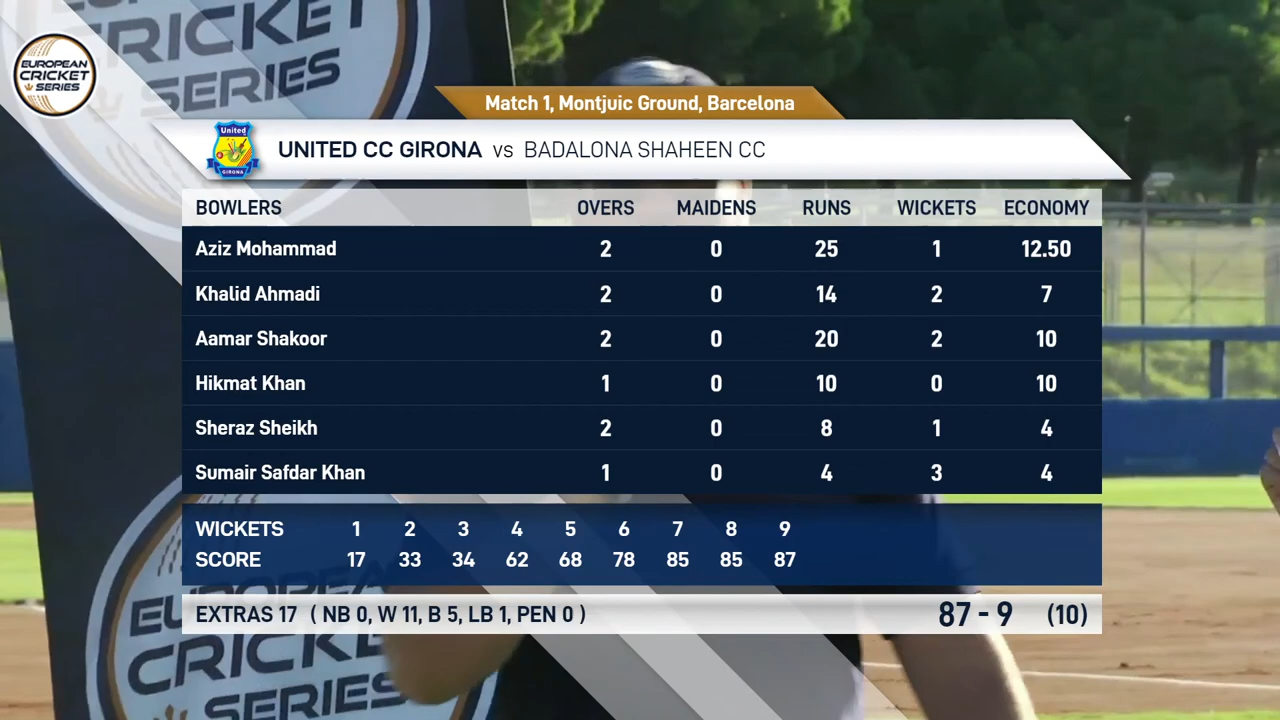 EUROPEAN
CRICKET
SERIES
CRICKET
SERIES
Match 1, Montjuic Ground, Barcelona
United
GIRONA
UNITED CC GIRONA vs BADALONA SHAHEEN CC
BOWLERS OVERS MAIDENS RUNS WICKETS ECONOMY
Aziz Mohammad 2 0 25 1 12.50
Khalid Ahmadi 2 0 14 2 7
Aamar Shakoor 2 0 20 2 10
Hikmat Khan 1 0 10 0 10
Sheraz Sheikh 2 0 8 1 4
Sumair Safdar Khan 1 0 4 3 4
WICKETS 1 2 3 4 5 6 7 8 9
SCORE 17 33 34 62 68 78 85 85 87
EXTRAS 17 ( NB 0, W 11, B 5, LB 1, PEN 0 ) 87 - 9 (10)
EUROPEAN
CRICKET
SERIES